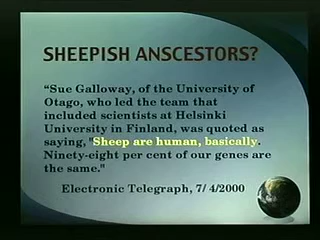 SHEEPISH ANSCESTORS?
“Sue Galloway, of the University of
Otago, who led the team that
included scientists at Helsinki
University in Finland, was quoted as
saying, "Sheep are human, basically.
Ninety-eight per cent of our genes are
the same."
Electronic Telegraph, 7/ 4/2000